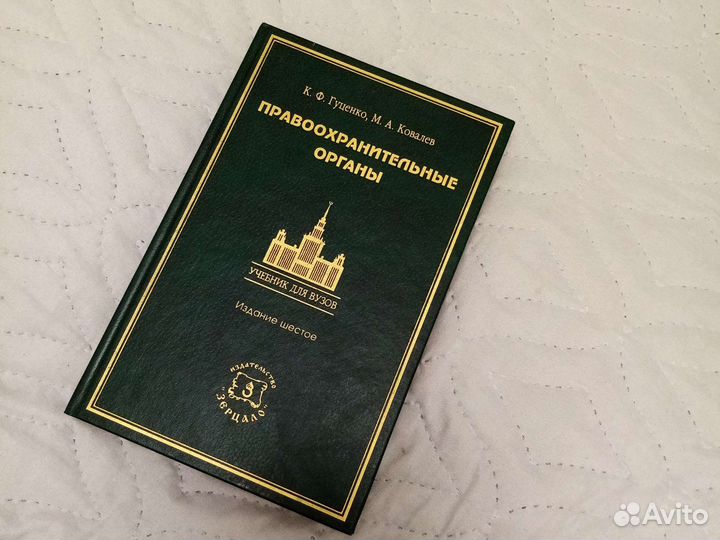 К. Ф. Гуценко, М. А. Ковалев
ПРАВООХРАНИТЕЛЬНЫЕ
ОРГАНЫ
УЧЕБНИК ДЛЯ ВУЗОВ
Издание шестое
ИЗДАТЕЛЬСТВО
"ЗЕРЦАЛО"
Avito